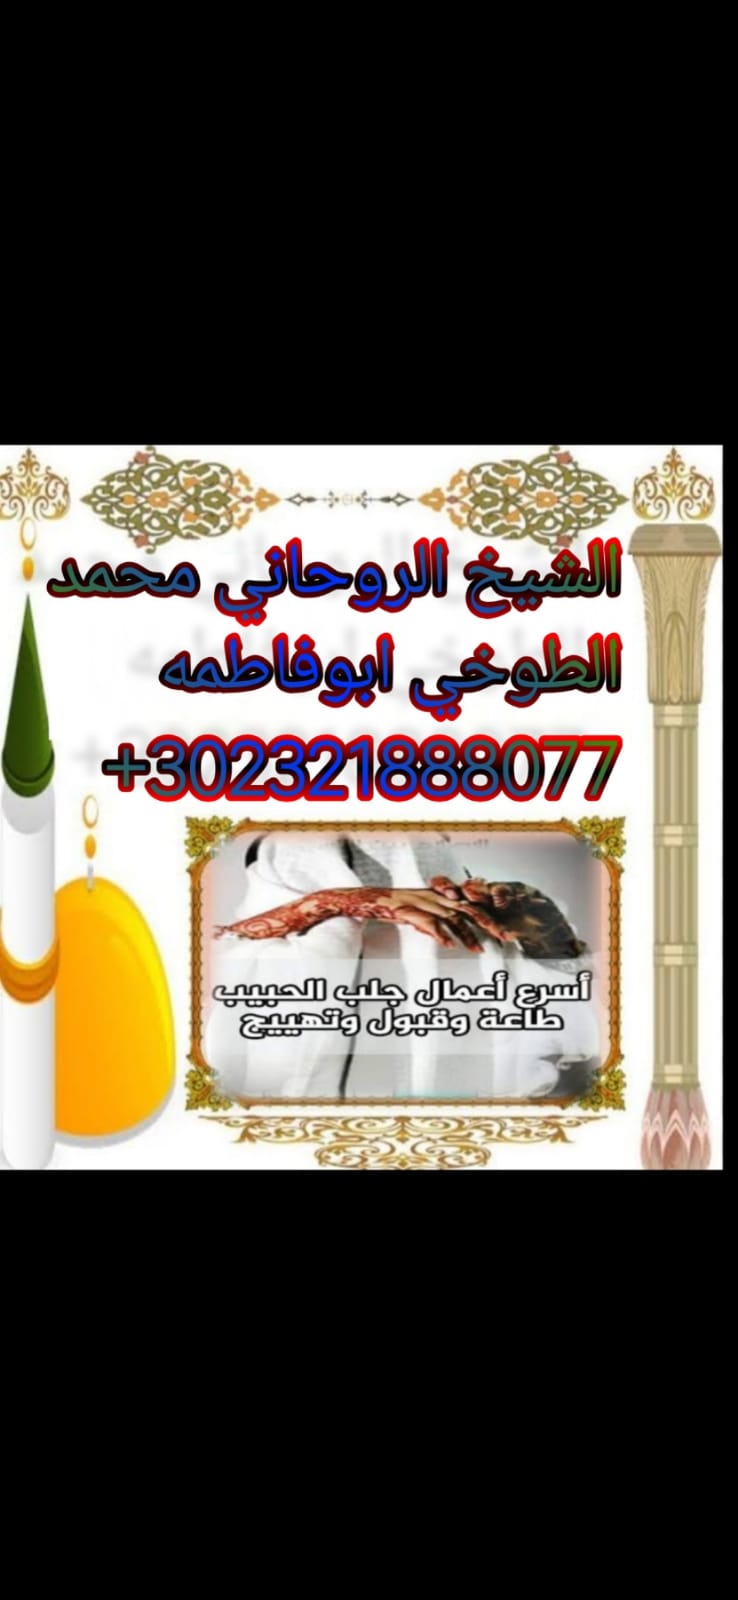 الشيخ الروحاني محمد
الطوخي ابوفاطمه
+302321888077
أسرع أعمال جلب الحبيب
طاعة وقبول وتهييج